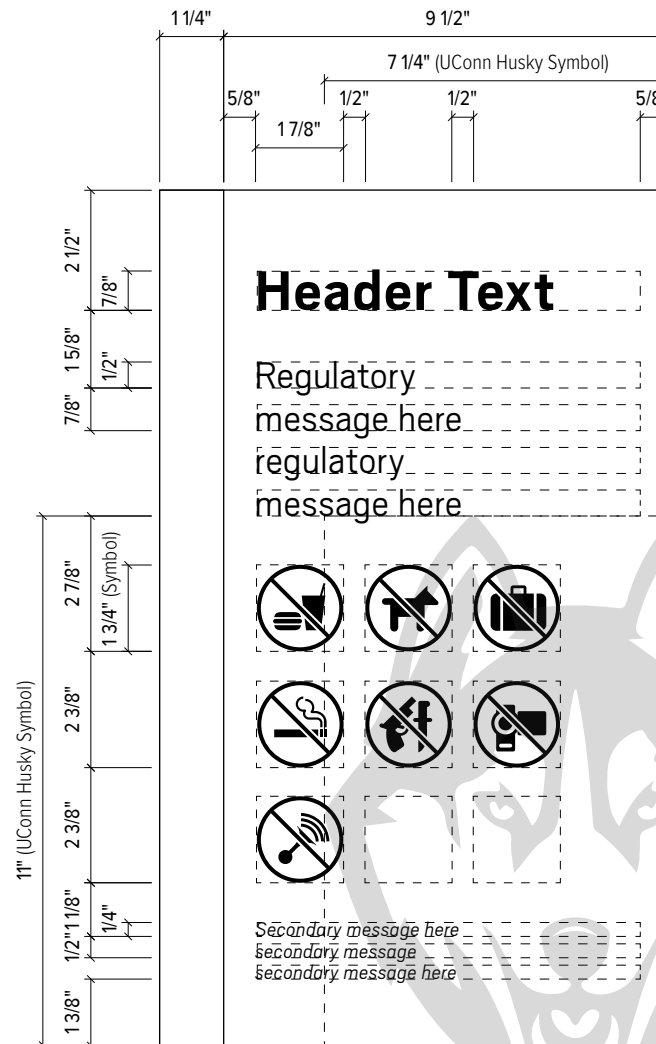 1 1/4"
9 1/2"
7 1/4" (UConn Husky Symbol)
5/8"
1/2"
1/2"
1 7/8"
2 1/2"
7/8"
Header Text
1 5/8"
1/2"
7/8"
Regulatory
message here
regulatory
message here
2 7/8"
1 3/4" (Symbol)
2 3/8"
11" (UConn Husky Symbol)
2 3/8"
1 1/8"
1/4"
1/2"
Secondary message here
secondary message
secondary message here
1 3/8"